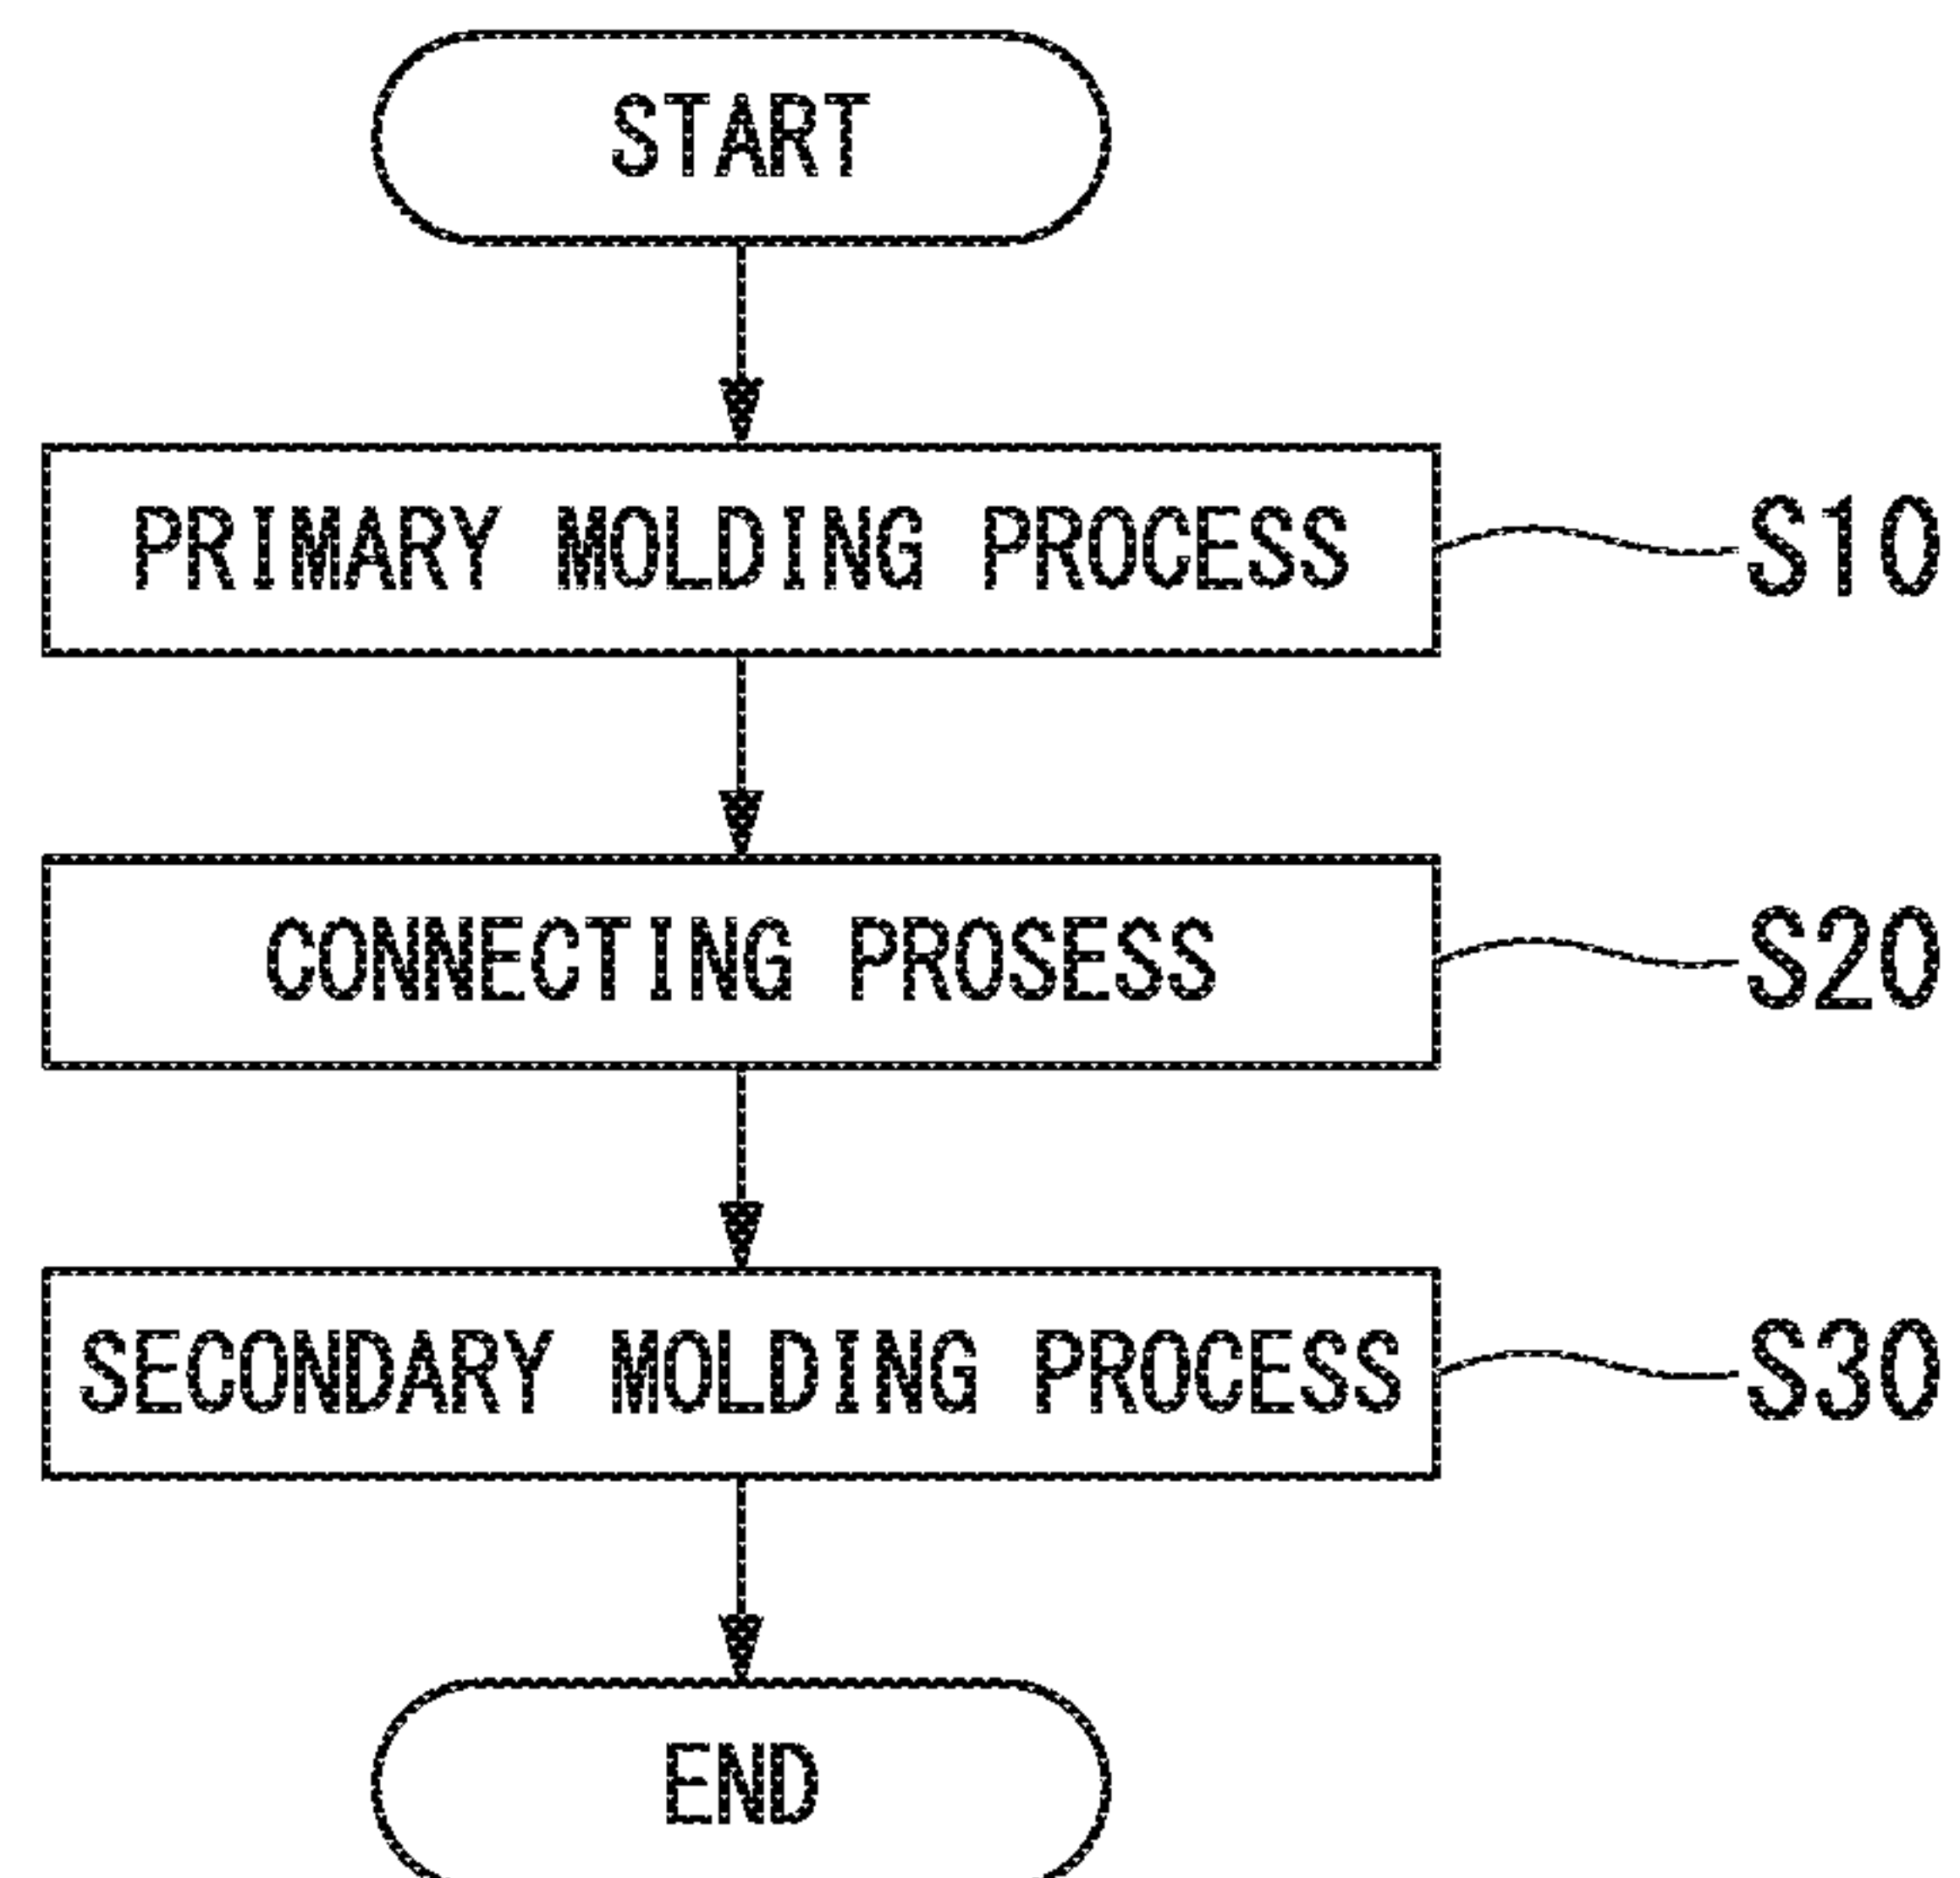 START
PRIMARY MOLDING PROCESS S10
CONNECTING PROSESS S20
SECONDARY MOLDING PROCESS S30
END